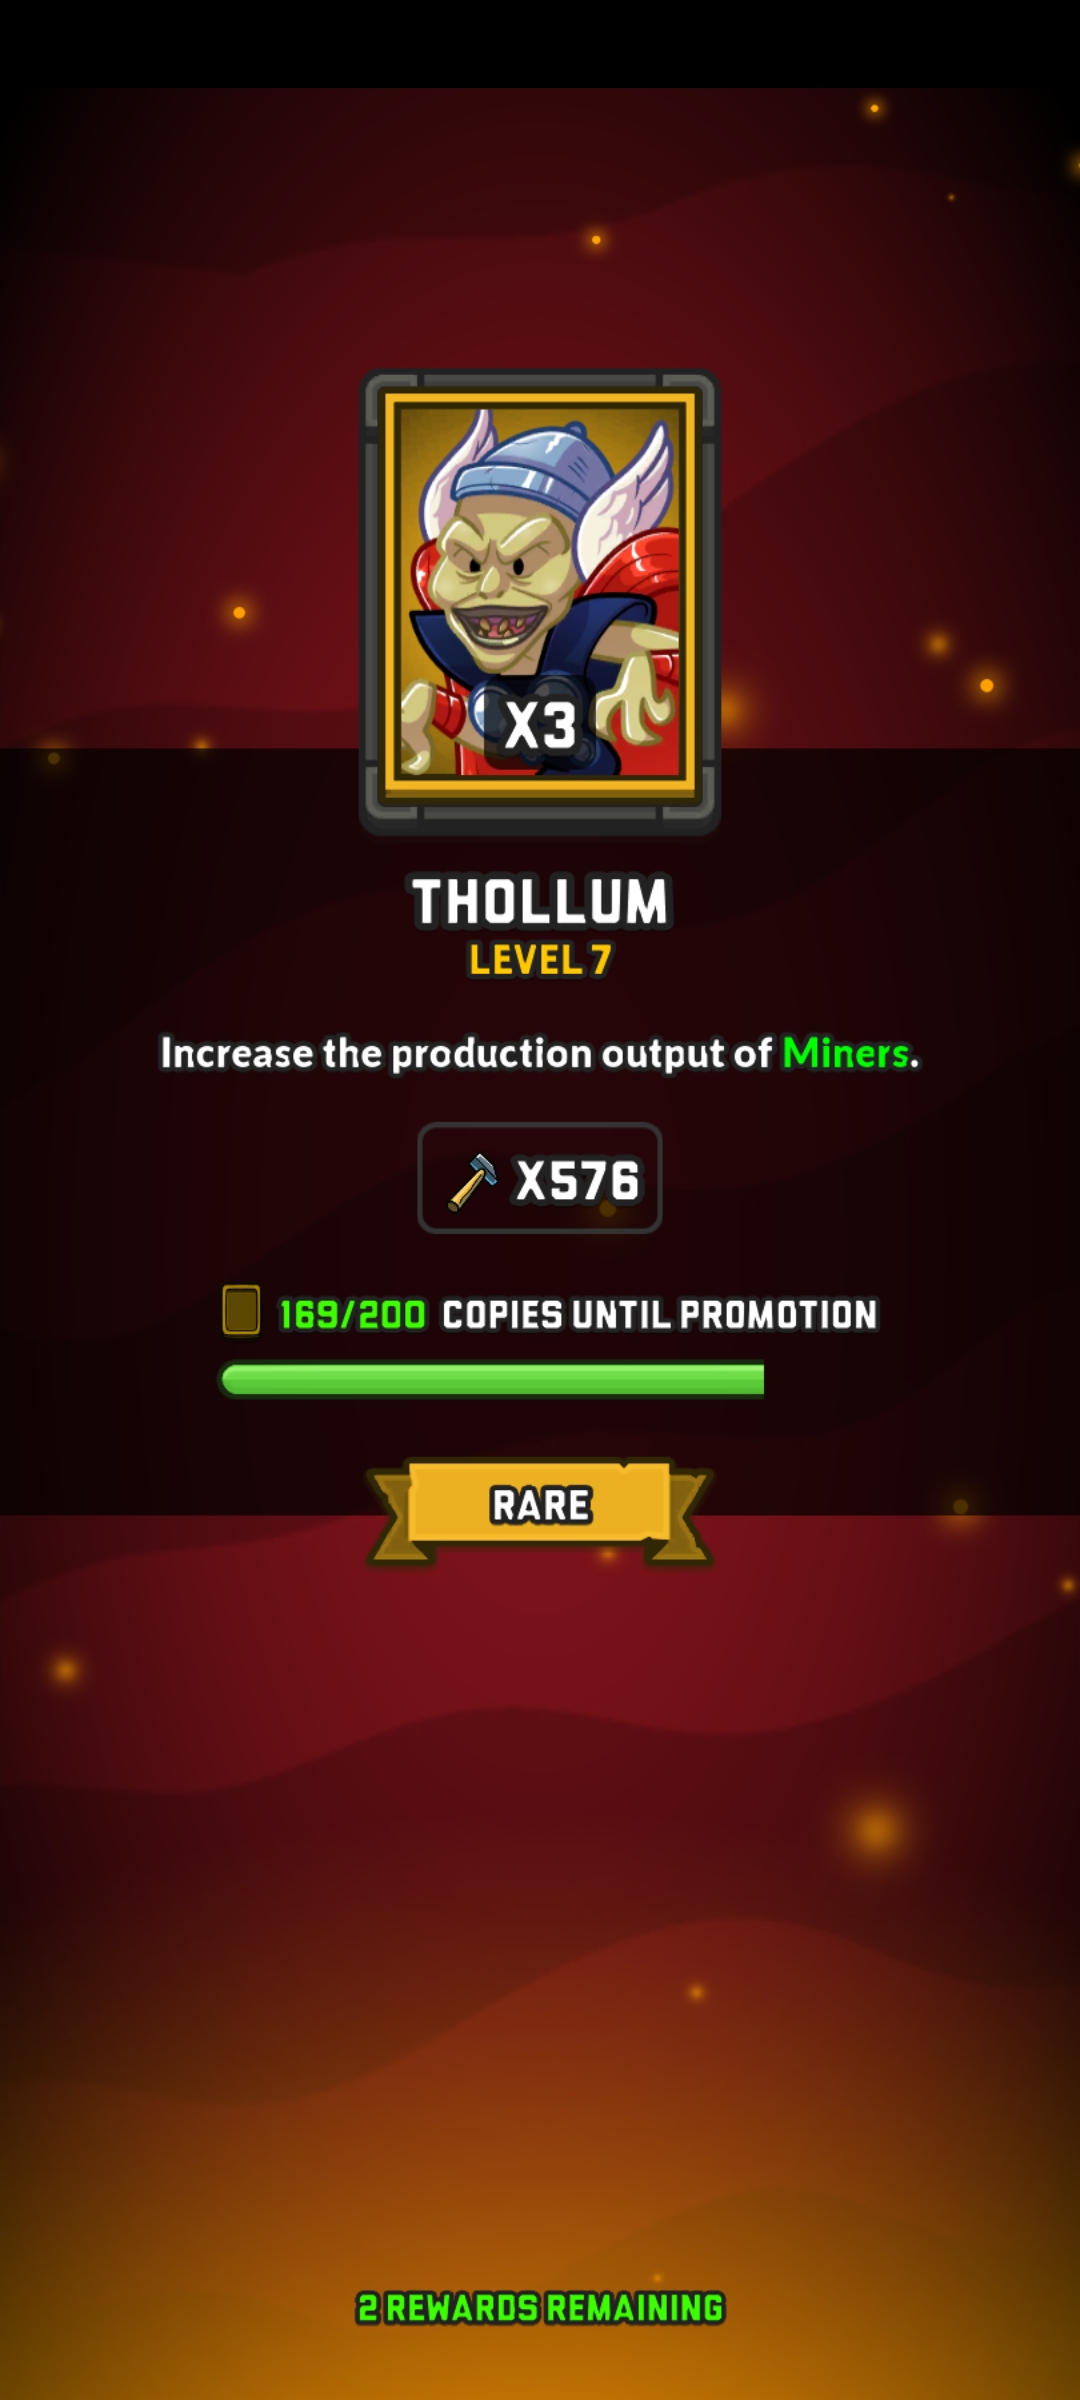 X3
THOLLUM
LEVEL 7
Increase the production output of Miners.
X576
169/200 COPIES UNTIL PROMOTION
RARE
2 REWARDS REMAINING